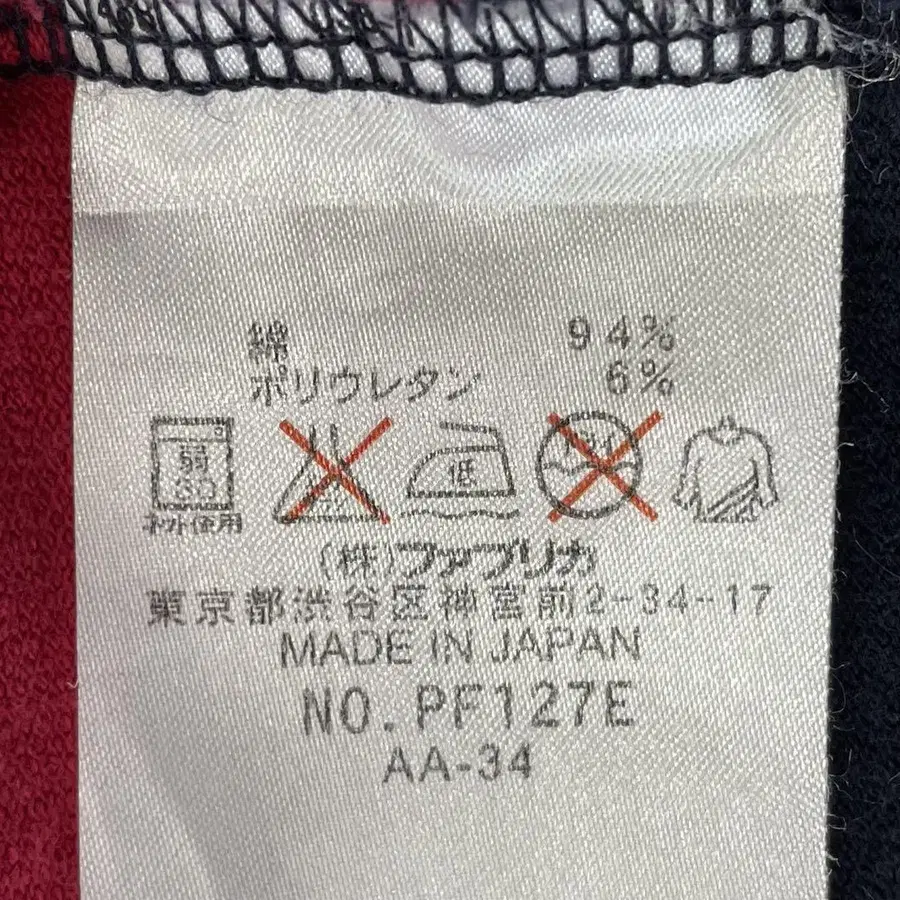 綿 94%
ポリウレタン 6%
弱
30
ネット使用
低
(株)ファブリカ
東京都渋谷区神宮前2-34-17
MADE IN JAPAN
NO. PF127E
AA-34